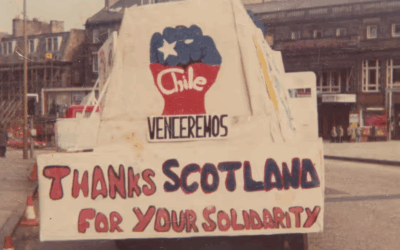 Chile
VENCEREMOS
THANKS SCOTLAND
FOR YOUR SOLIDARITY